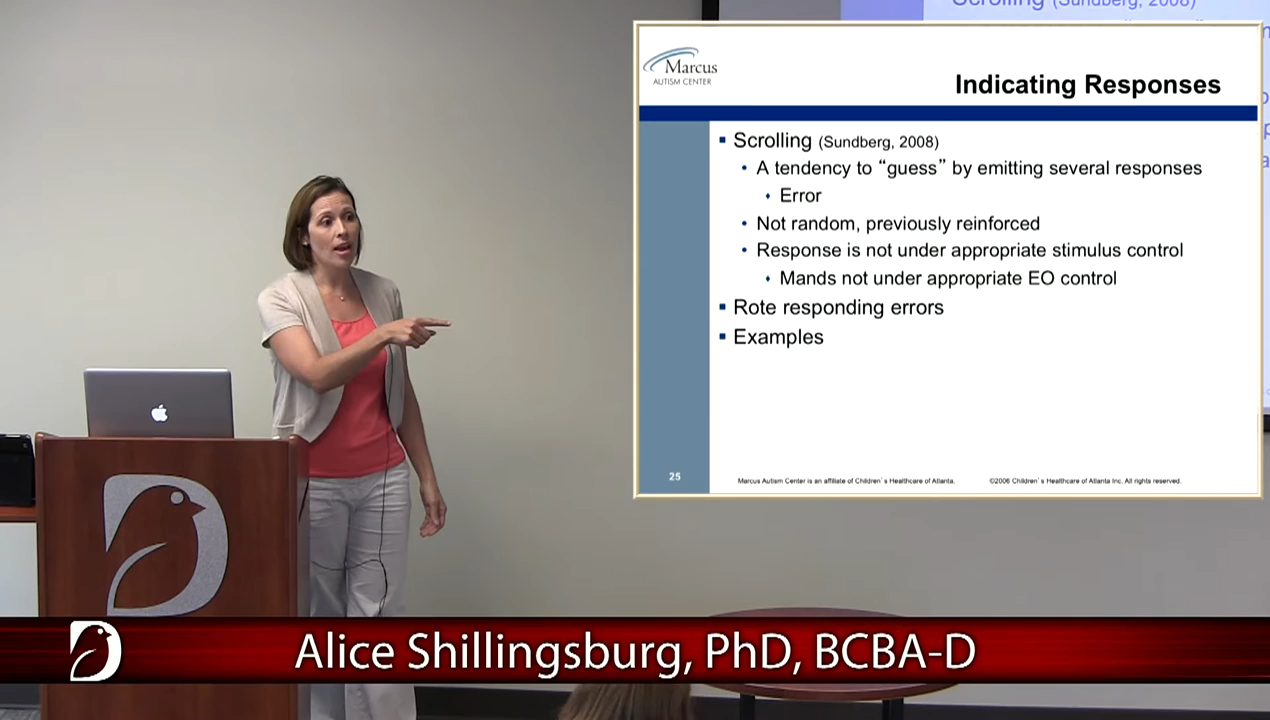 Scrolling (Sundberg, 2008)
Marcus
AUTISM CENTER
Indicating Responses
▪ Scrolling (Sundberg, 2008)
• A tendency to “guess” by emitting several responses
⬧ Error
• Not random, previously reinforced
• Response is not under appropriate stimulus control
⬧ Mands not under appropriate EO control
▪ Rote responding errors
▪ Examples
25
Marcus Autism Center is an affiliate of Children's Healthcare of Atlanta.
©2006 Children's Healthcare of Atlanta Inc. All rights reserved.
Alice Shillingsburg, PhD, BCBA-D